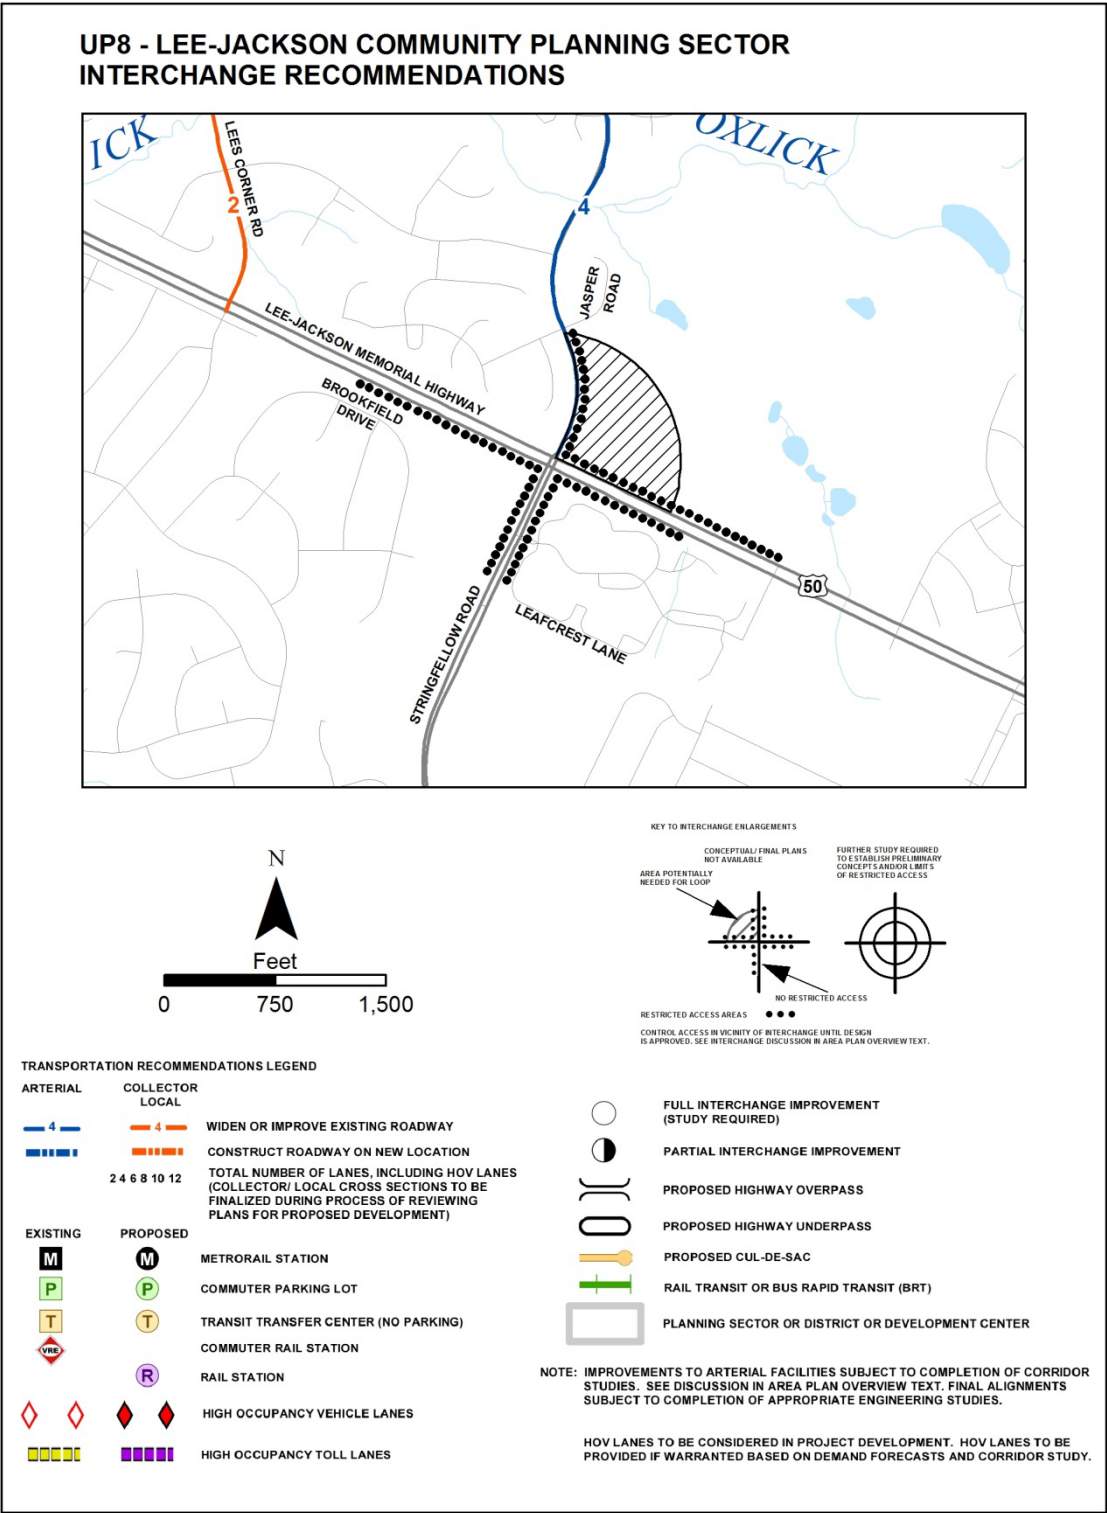 UP8 - LEE-JACKSON COMMUNITY PLANNING SECTOR
INTERCHANGE RECOMMENDATIONS
ICK
OXLICK
LEES CORNER RD
2
4
JASPER
ROAD
LEE-JACKSON MEMORIAL HIGHWAY
BROOKFIELD
DRIVE
50
STRINGFELLOW ROAD
LEAFCREST LANE
N
Feet
0 750 1,500
KEY TO INTERCHANGE ENLARGEMENTS
CONCEPTUAL/ FINAL PLANS
NOT AVAILABLE
AREA POTENTIALLY
NEEDED FOR LOOP
FURTHER STUDY REQUIRED
TO ESTABLISH PRELIMINARY
CONCEPTS AND/OR LIMITS
OF RESTRICTED ACCESS
NO RESTRICTED ACCESS
RESTRICTED ACCESS AREAS
CONTROL ACCESS IN VICINITY OF INTERCHANGE UNTIL DESIGN
IS APPROVED. SEE INTERCHANGE DISCUSSION IN AREA PLAN OVERVIEW TEXT.
TRANSPORTATION RECOMMENDATIONS LEGEND
ARTERIAL
COLLECTOR
LOCAL
4 4 WIDEN OR IMPROVE EXISTING ROADWAY
CONSTRUCT ROADWAY ON NEW LOCATION
2 4 6 8 10 12 TOTAL NUMBER OF LANES, INCLUDING HOV LANES
(COLLECTOR/ LOCAL CROSS SECTIONS TO BE
FINALIZED DURING PROCESS OF REVIEWING
PLANS FOR PROPOSED DEVELOPMENT)
EXISTING PROPOSED
M M METRORAIL STATION
P P COMMUTER PARKING LOT
T T TRANSIT TRANSFER CENTER (NO PARKING)
VRE COMMUTER RAIL STATION
R RAIL STATION
HIGH OCCUPANCY VEHICLE LANES
HIGH OCCUPANCY TOLL LANES
FULL INTERCHANGE IMPROVEMENT
(STUDY REQUIRED)
PARTIAL INTERCHANGE IMPROVEMENT
PROPOSED HIGHWAY OVERPASS
PROPOSED HIGHWAY UNDERPASS
PROPOSED CUL-DE-SAC
RAIL TRANSIT OR BUS RAPID TRANSIT (BRT)
PLANNING SECTOR OR DISTRICT OR DEVELOPMENT CENTER
NOTE: IMPROVEMENTS TO ARTERIAL FACILITIES SUBJECT TO COMPLETION OF CORRIDOR
STUDIES. SEE DISCUSSION IN AREA PLAN OVERVIEW TEXT. FINAL ALIGNMENTS
SUBJECT TO COMPLETION OF APPROPRIATE ENGINEERING STUDIES.
HOV LANES TO BE CONSIDERED IN PROJECT DEVELOPMENT. HOV LANES TO BE
PROVIDED IF WARRANTED BASED ON DEMAND FORECASTS AND CORRIDOR STUDY.